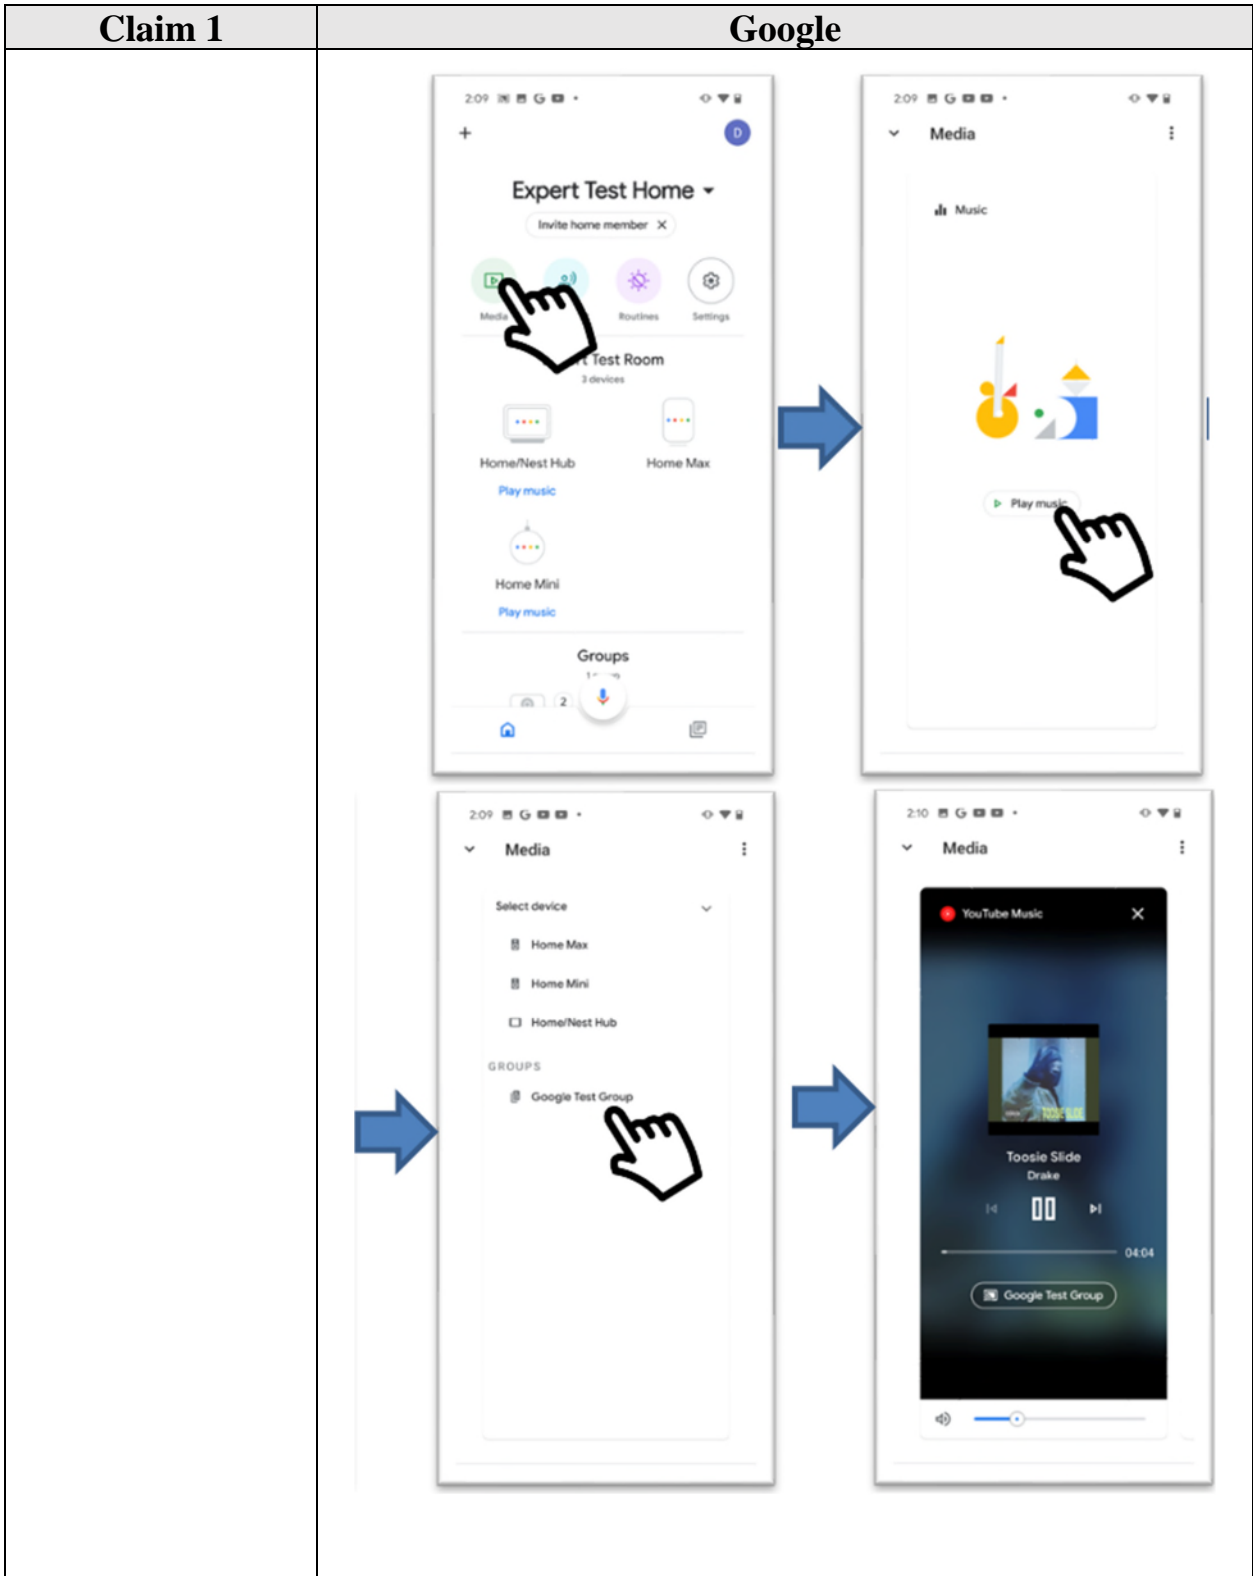 Claim 1
Google
2:09
+
D
Expert Test Home
Invite home member X
Media
Routines
Settings
Test Room
3 devices
Home/Nest Hub
Home Max
Play music
Home Mini
Play music
Groups
2
2:09
Media
Music
Play music
2:09
Media
Select device
Home Max
Home Mini
Home/Nest Hub
GROUPS
Google Test Group
2:10
Media
YouTube Music
TOOSIE SLIDE
Toosie Slide
Drake
04:04
Google Test Group